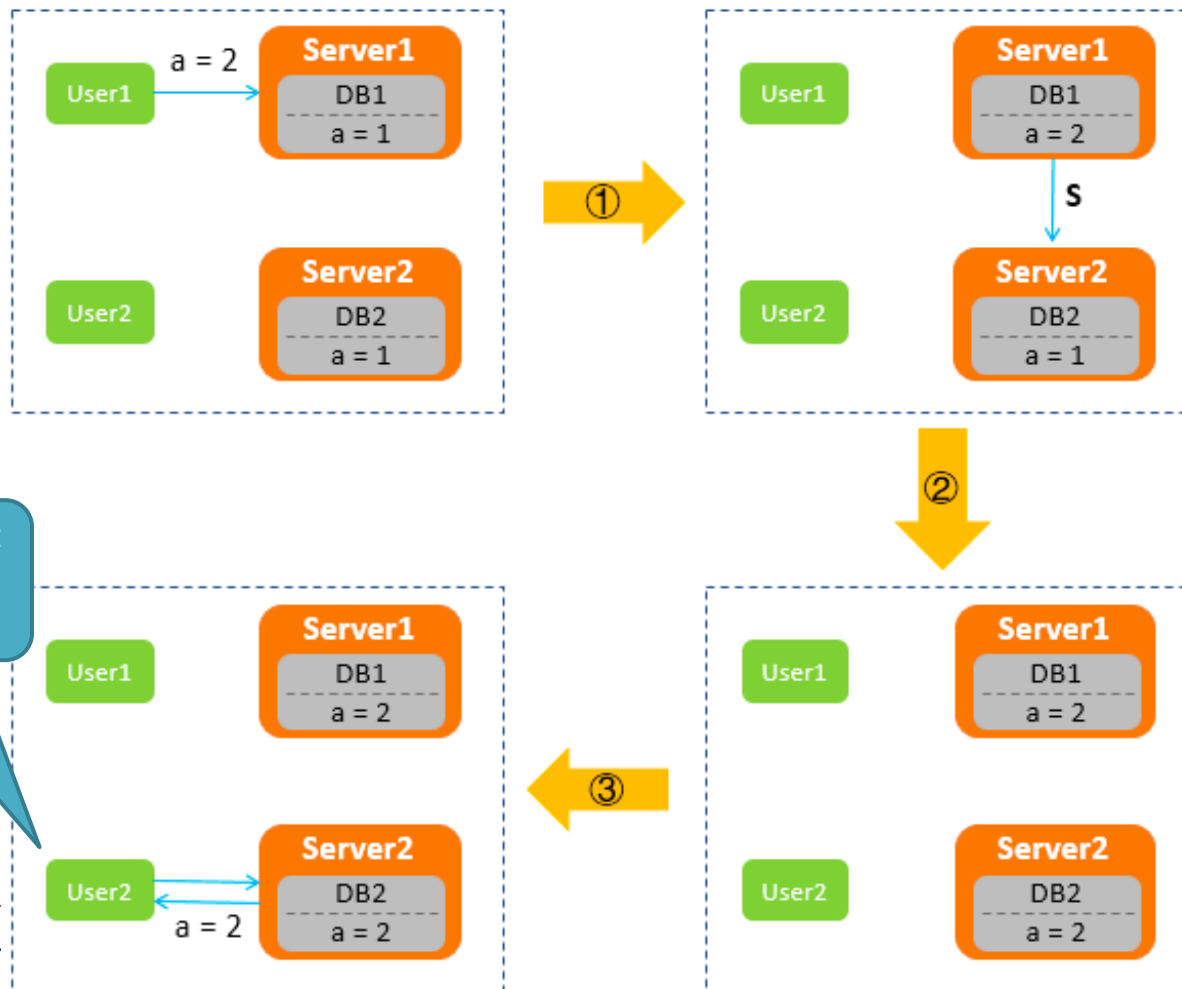 a = 2
User1
Server1
DB1
a = 1
User2
Server2
DB2
a = 1
①
User1
Server1
DB1
a = 2
S
User2
Server2
DB2
a = 1
②
User1
Server1
DB1
a = 2
User2
Server2
DB2
a = 2
③
User1
Server1
DB1
a = 2
User2
a = 2
Server2
DB2
a = 2